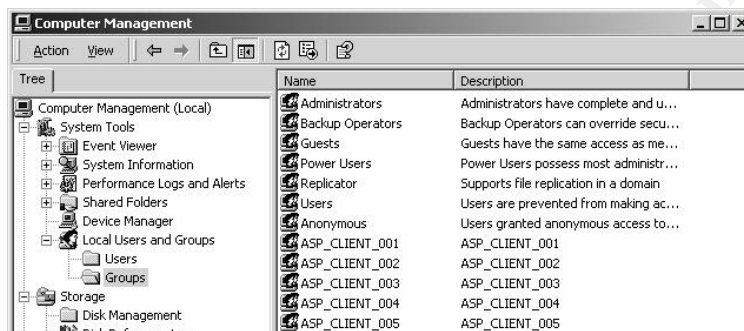 Computer Management
Action View
Tree
Name Description
Computer Management (Local)
System Tools
Event Viewer
System Information
Performance Logs and Alerts
Shared Folders
Device Manager
Local Users and Groups
Users
Groups
Storage
Disk Management
Administrators Administrators have complete and u...
Backup Operators Backup Operators can override secu...
Guests Guests have the same access as me...
Power Users Power Users possess most administr...
Replicator Supports file replication in a domain
Users Users are prevented from making ac...
Anonymous Users granted anonymous access to...
ASP_CLIENT_001 ASP_CLIENT_001
ASP_CLIENT_002 ASP_CLIENT_002
ASP_CLIENT_003 ASP_CLIENT_003
ASP_CLIENT_004 ASP_CLIENT_004
ASP_CLIENT_005 ASP_CLIENT_005